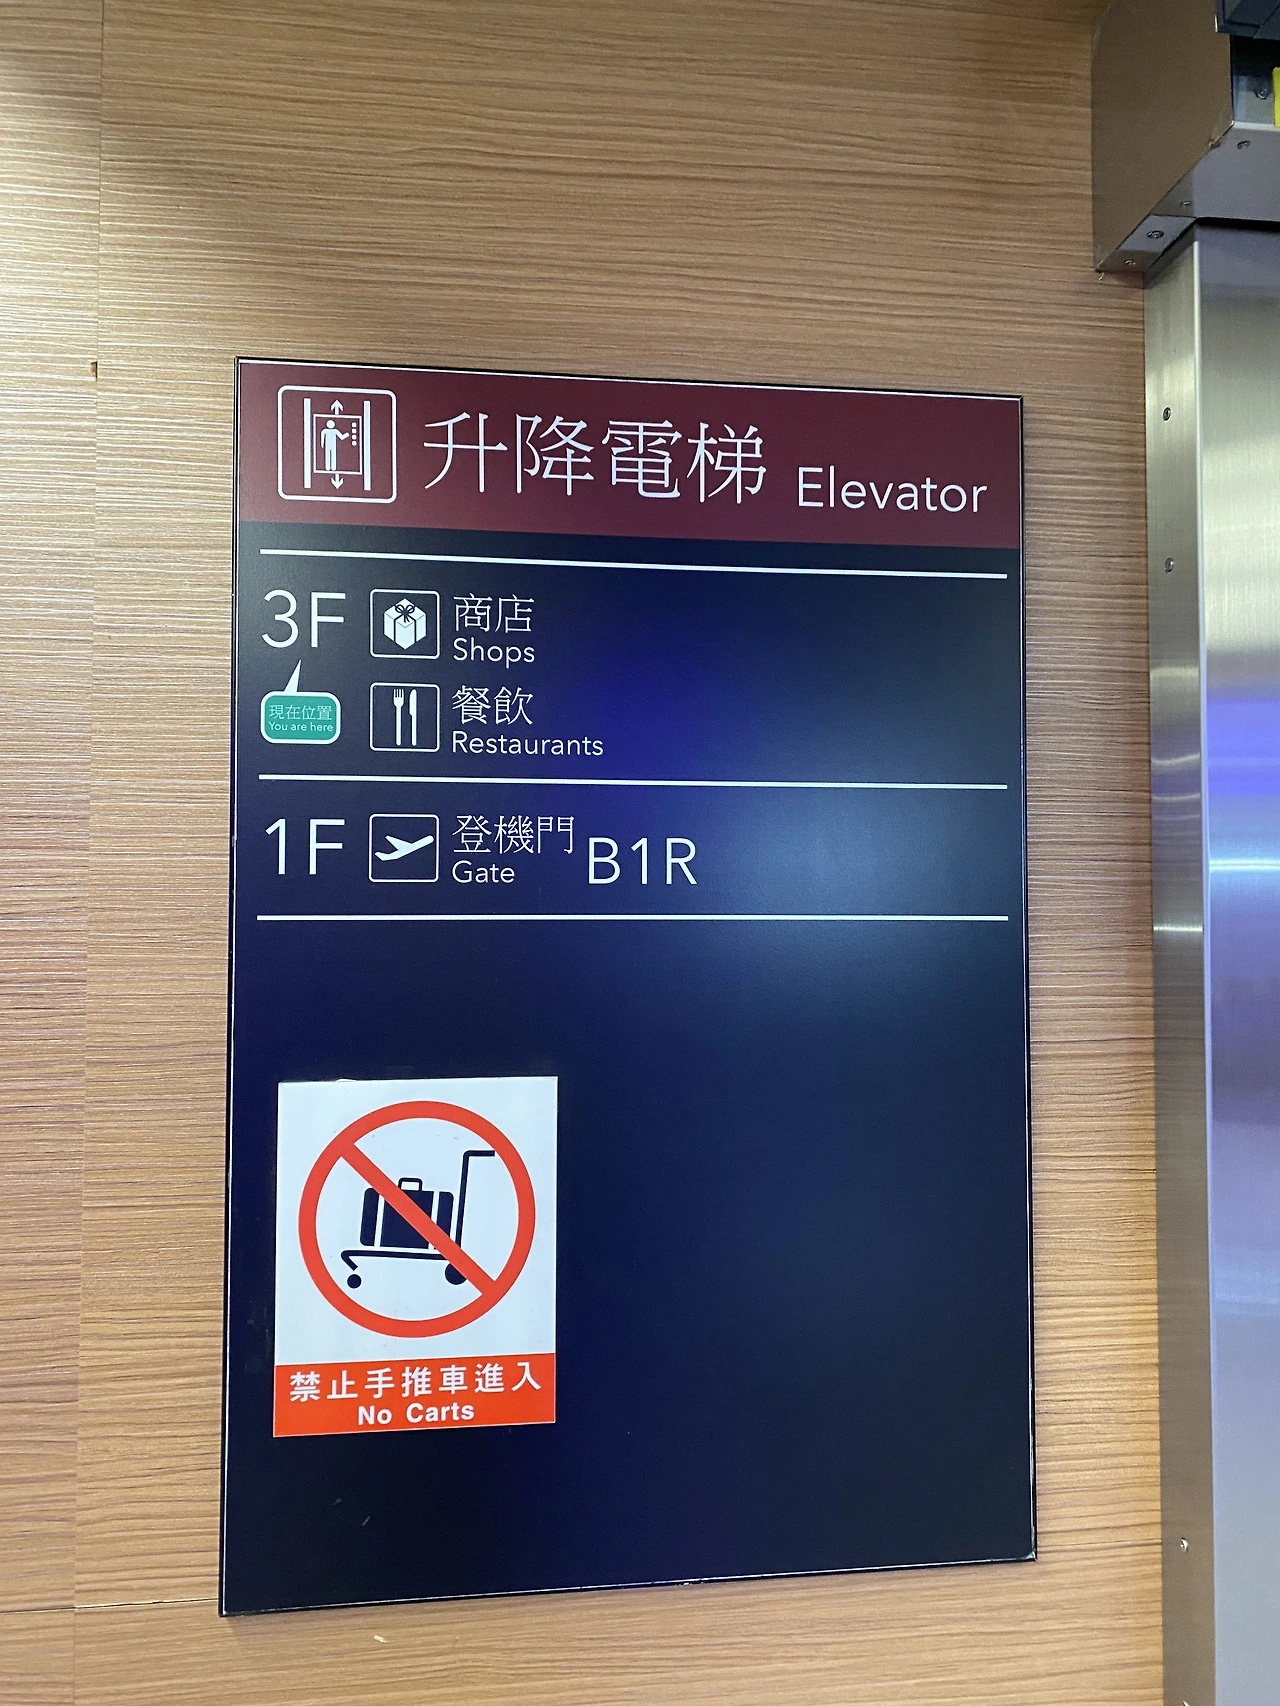 升降電梯 Elevator
3F 商店
Shops
現在位置
You are here
餐飲
Restaurants
1F 登機門 B1R
Gate
禁止手推車進入
No Carts